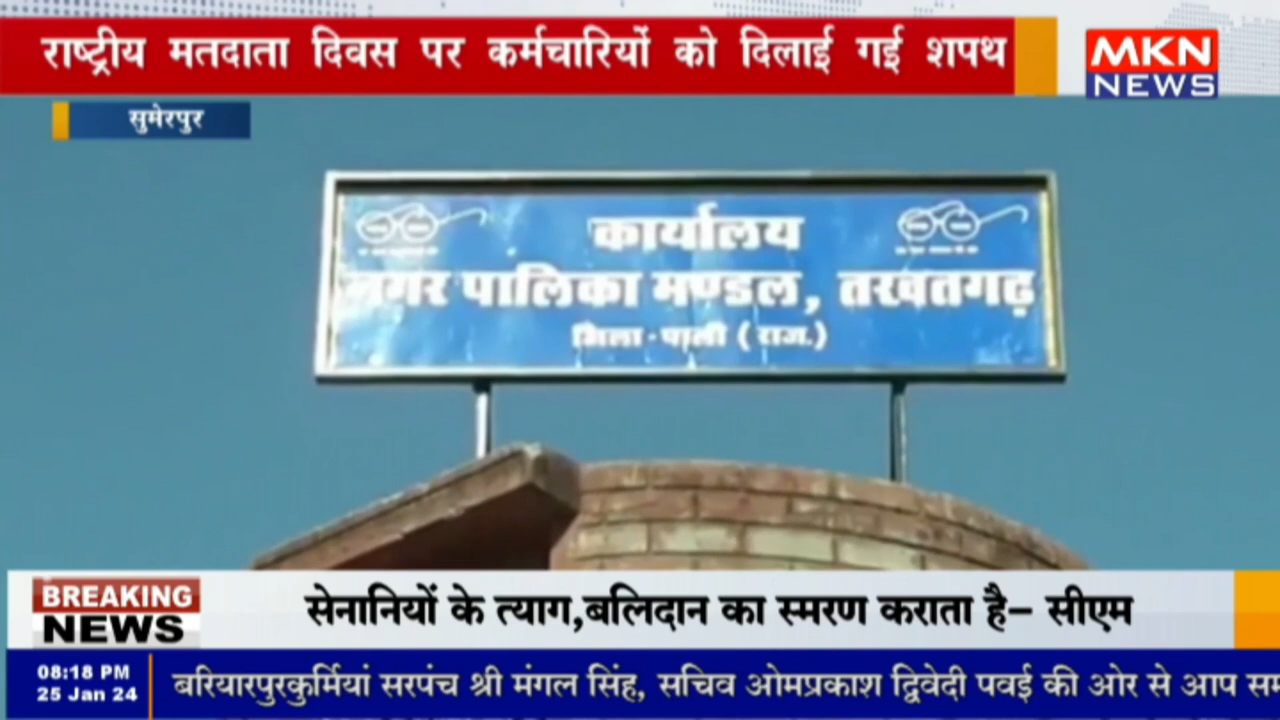 राष्ट्रीय मतदाता दिवस पर कर्मचारियों को दिलाई गई शपथ
MKN
NEWS
सुमेरपुर
कार्यालय
नगर पालिका मण्डल, तखतगढ़
जिला - पाली (राज.)
BREAKING
NEWS
सेनानियों के त्याग,बलिदान का स्मरण कराता है– सीएम
08:18 PM
25 Jan 24
बरियारपुरकुर्मियां सरपंच श्री मंगल सिंह, सचिव ओमप्रकाश द्विवेदी पवई की ओर से आप